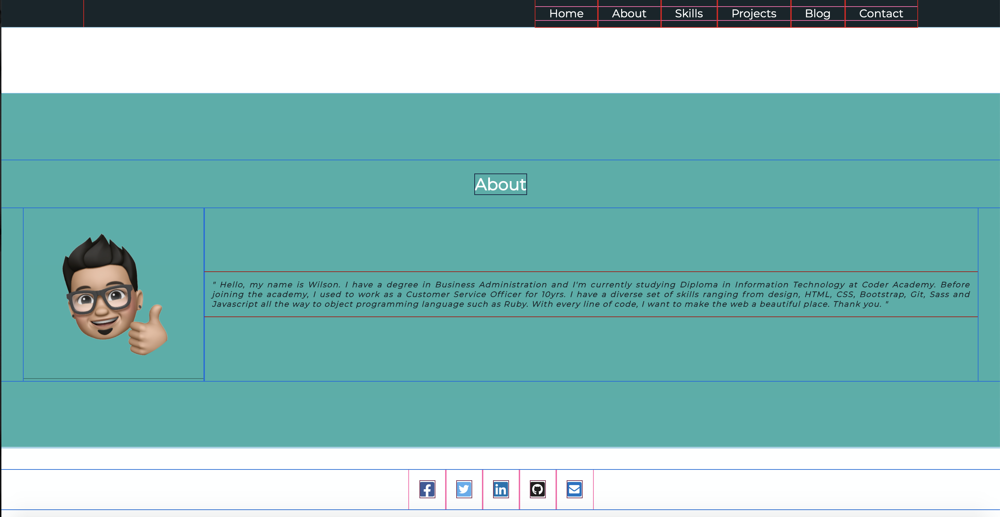 Home About Skills Projects Blog Contact
About
" Hello, my name is Wilson. I have a degree in Business Administration and I'm currently studying Diploma in Information Technology at Coder Academy. Before
joining the academy, I used to work as a Customer Service Officer for 10yrs. I have a diverse set of skills ranging from design, HTML, CSS, Bootstrap, Git, Sass and
Javascript all the way to object programming language such as Ruby. With every line of code, I want to make the web a beautiful place. Thank you. "